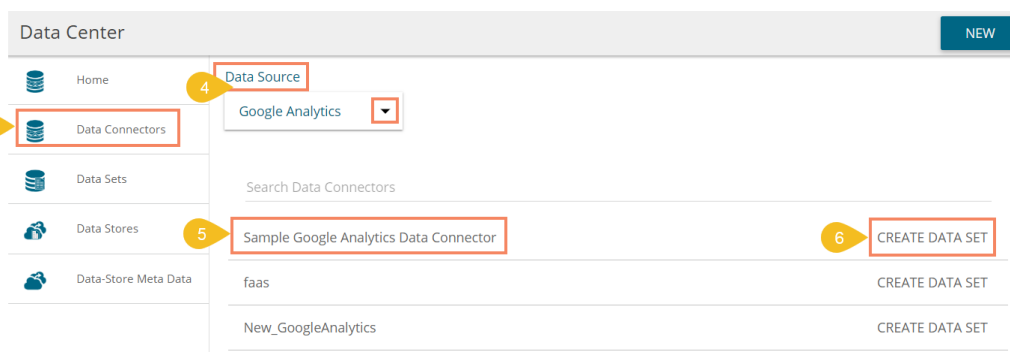 Data Center
NEW
Home
Data Connectors
Data Sets
Data Stores
Data-Store Meta Data
4
Data Source
Google Analytics
Search Data Connectors
5
Sample Google Analytics Data Connector
6
CREATE DATA SET
faas
CREATE DATA SET
New_GoogleAnalytics
CREATE DATA SET